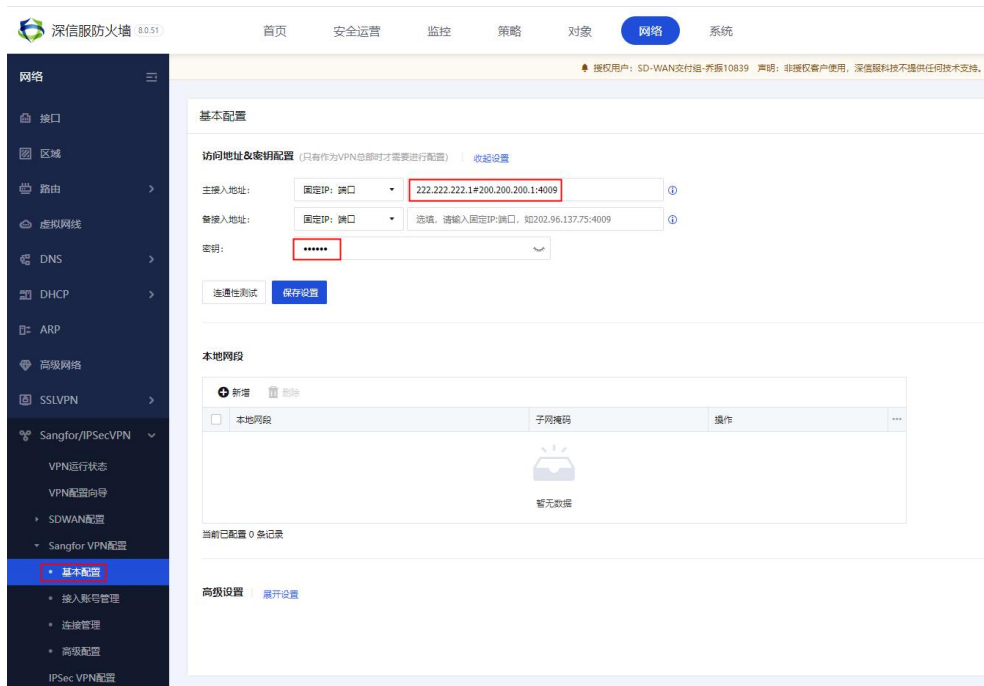 深信服防火墙 8.0.51
首页 安全运营 监控 策略 对象 网络 系统
网络
授权用户：SD-WAN交付组-乔振10839 声明：非授权客户使用，深信服科技不提供任何技术支持。
接口
区域
路由
虚拟网线
DNS
DHCP
ARP
高级网络
SSLVPN
Sangfor/IPSecVPN
VPN运行状态
VPN配置向导
SDWAN配置
Sangfor VPN配置
基本配置
接入账号管理
连接管理
高级配置
IPSec VPN配置
基本配置
访问地址&密钥配置 (只有作为VPN总部时才需要进行配置) 收起设置
主接入地址： 固定IP：端口 222.222.222.1#200.200.200.1:4009
备接入地址： 固定IP：端口 选填，请输入固定IP:端口，如202.96.137.75:4009
密钥： ••••••
连通性测试 保存设置
本地网段
新增 删除
本地网段 子网掩码 操作
暂无数据
当前已配置 0 条记录
高级设置 展开设置